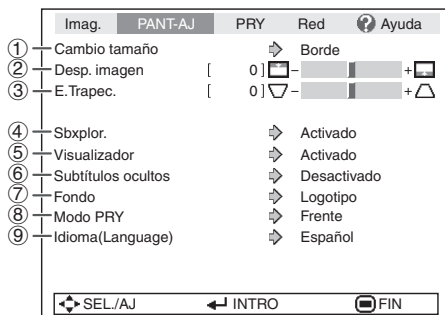 Imag. PANT-AJ PRY Red ? Ayuda
① Cambio tamaño Borde
② Desp. imagen [ 0 ] − +
③ E.Trapec. [ 0 ] − +
④ Sbxplor. Activado
⑤ Visualizador Activado
⑥ Subtítulos ocultos Desactivado
⑦ Fondo Logotipo
⑧ Modo PRY Frente
⑨ Idioma(Language) Español
SEL./AJ INTRO FIN